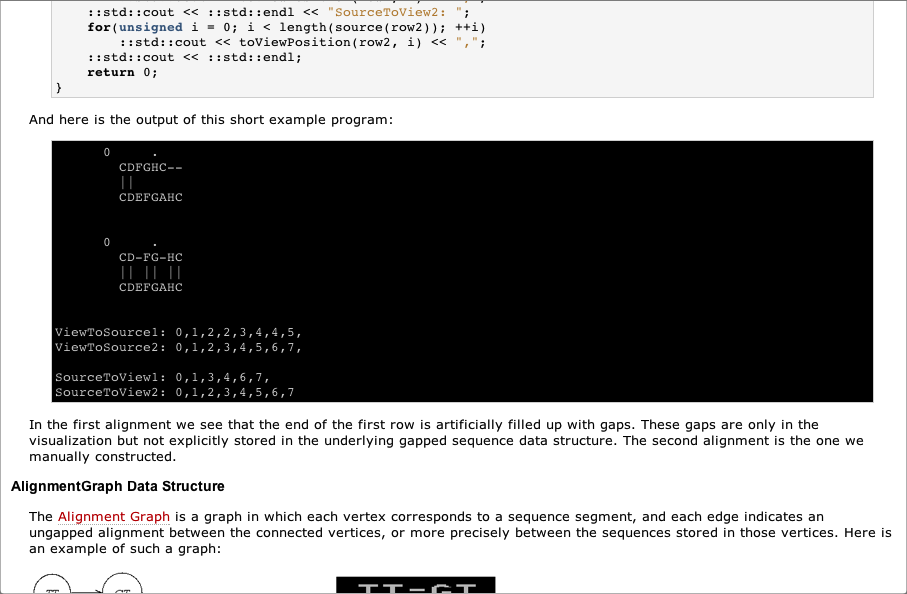 ::std::cout << ::std::endl << "SourceToView2: ";
for(unsigned i = 0; i < length(source(row2)); ++i)
::std::cout << toViewPosition(row2, i) << ",";
::std::cout << ::std::endl;
return 0;
}
And here is the output of this short example program:
0     .
CDFGHC--
||
CDEFGAHC
0     .
CD-FG-HC
|| || ||
CDEFGAHC
ViewToSource1: 0,1,2,2,3,4,4,5,
ViewToSource2: 0,1,2,3,4,5,6,7,
SourceToView1: 0,1,3,4,6,7,
SourceToView2: 0,1,2,3,4,5,6,7
In the first alignment we see that the end of the first row is artificially filled up with gaps. These gaps are only in the
visualization but not explicitly stored in the underlying gapped sequence data structure. The second alignment is the one we
manually constructed.
AlignmentGraph Data Structure
The Alignment Graph is a graph in which each vertex corresponds to a sequence segment, and each edge indicates an
ungapped alignment between the connected vertices, or more precisely between the sequences stored in those vertices. Here is
an example of such a graph: